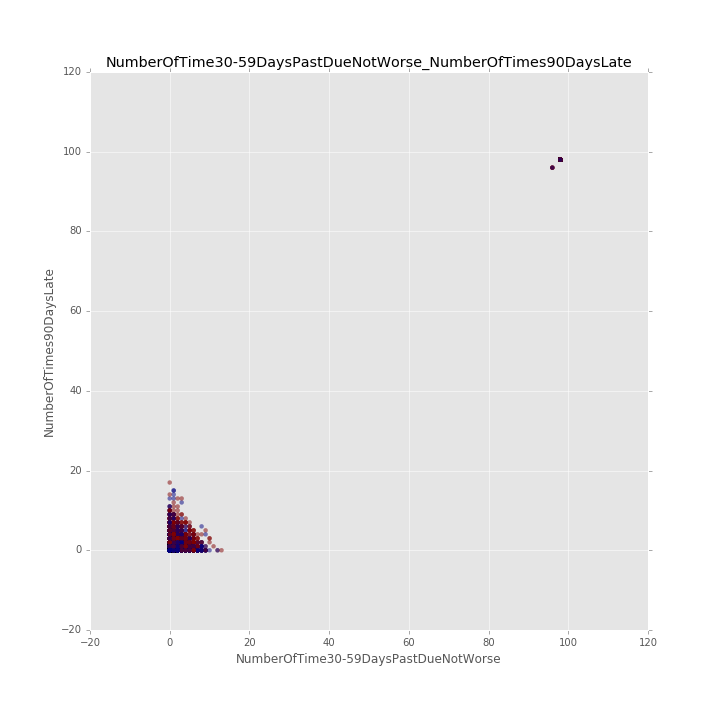 NumberOfTime30-59DaysPastDueNotWorse_NumberOfTimes90DaysLate
120
100
80
60
40
20
0
−20
NumberOfTimes90DaysLate
−20 0 20 40 60 80 100 120
NumberOfTime30-59DaysPastDueNotWorse